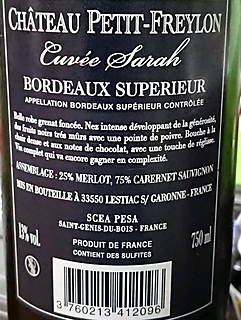 CHÂTEAU PETIT-FREYLON
Cuvée Sarah
BORDEAUX SUPERIEUR
APPELLATION BORDEAUX SUPÉRIEUR CONTRÔLÉE
Belle robe grenat foncée. Nez intense développant de la générosité,
des fruits noirs très mûrs avec une pointe de poivre. Bouche à la
chair dense et aux notes de chocolat, avec une touche de réglisse.
Vin complet qui va encore gagner en complexité.
ASSEMBLAGE : 25% MERLOT, 75% CABERNET SAUVIGNON
MIS EN BOUTEILLE À 33550 LESTIAC S/ GARONNE - FRANCE
SCEA PESA
SAINT-GENIS-DU-BOIS - FRANCE
13% vol.
PRODUIT DE FRANCE
CONTIENT DES SULFITES
750 ml
3 760213 412096